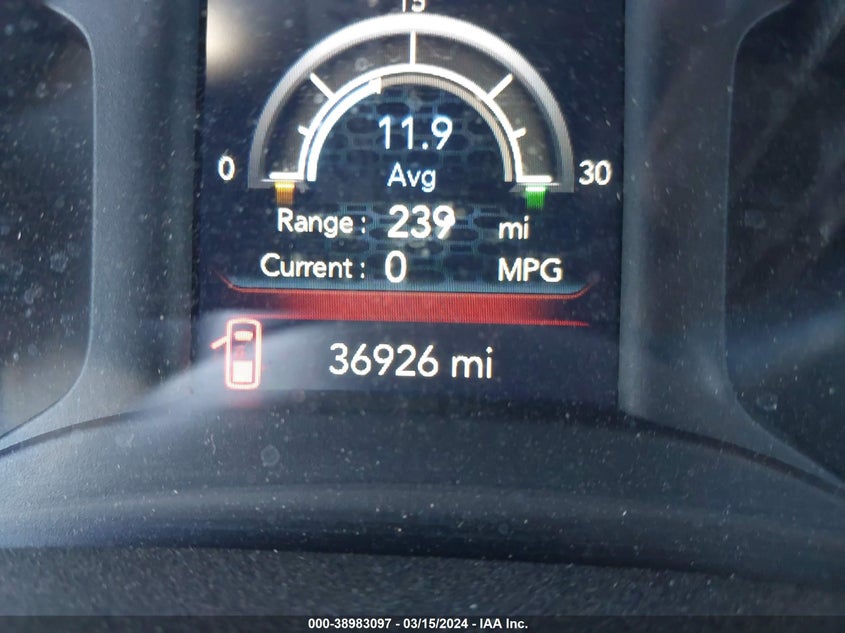 15
11.9
0 Avg 30
Range : 239 mi
Current : 0 MPG
36926 mi
000-38983097 - 03/15/2024 - IAA Inc.